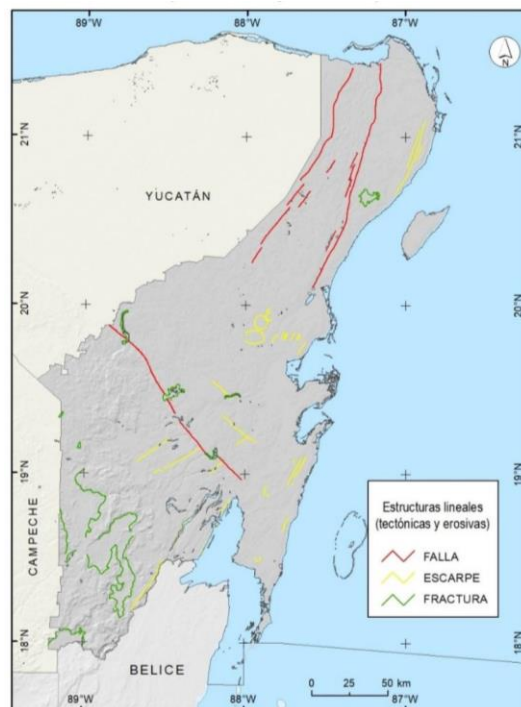 89°W 88°W 87°W
N
21°N 21°N
YUCATÁN
20°N 20°N
19°N 19°N
CAMPECHE
Estructuras lineales
(tectónicas y erosivas)
FALLA
ESCARPE
FRACTURA
18°N 18°N
BELICE
0 25 50 km
89°W 88°W 87°W